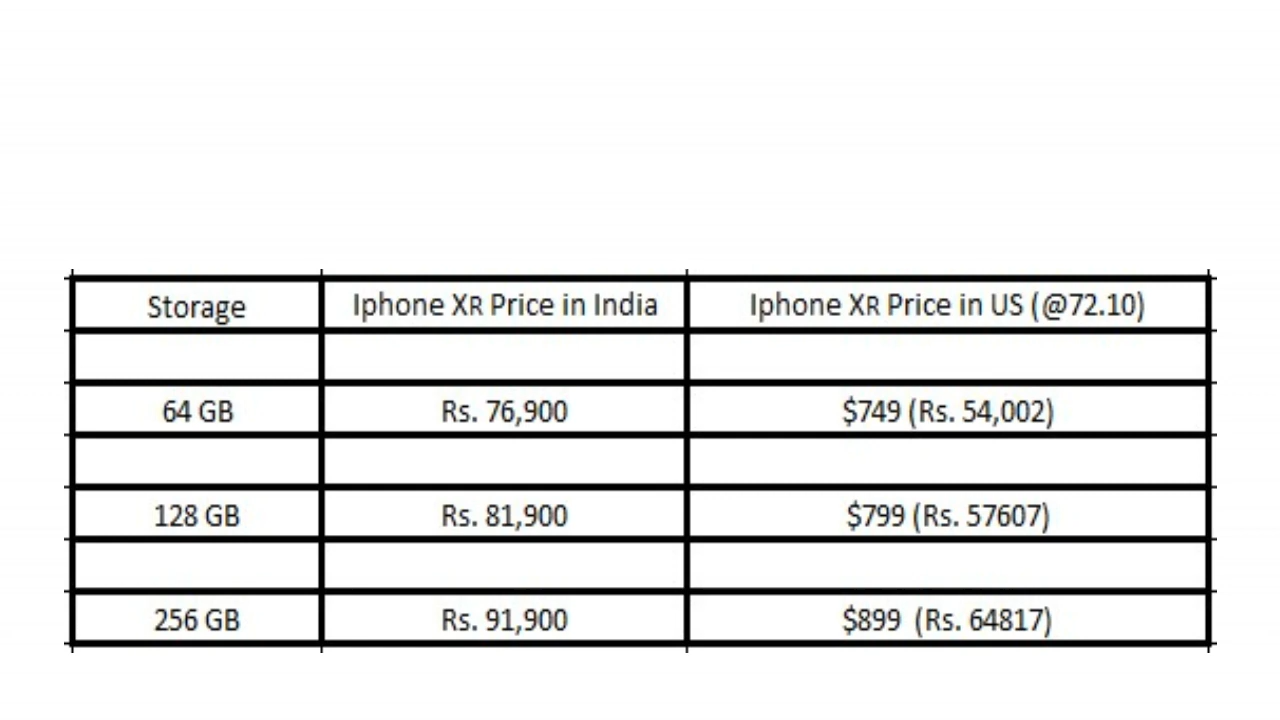 Storage Iphone XR Price in India Iphone XR Price in US (@72.10)
64 GB Rs. 76,900 $749 (Rs. 54,002)
128 GB Rs. 81,900 $799 (Rs. 57607)
256 GB Rs. 91,900 $899 (Rs. 64817)